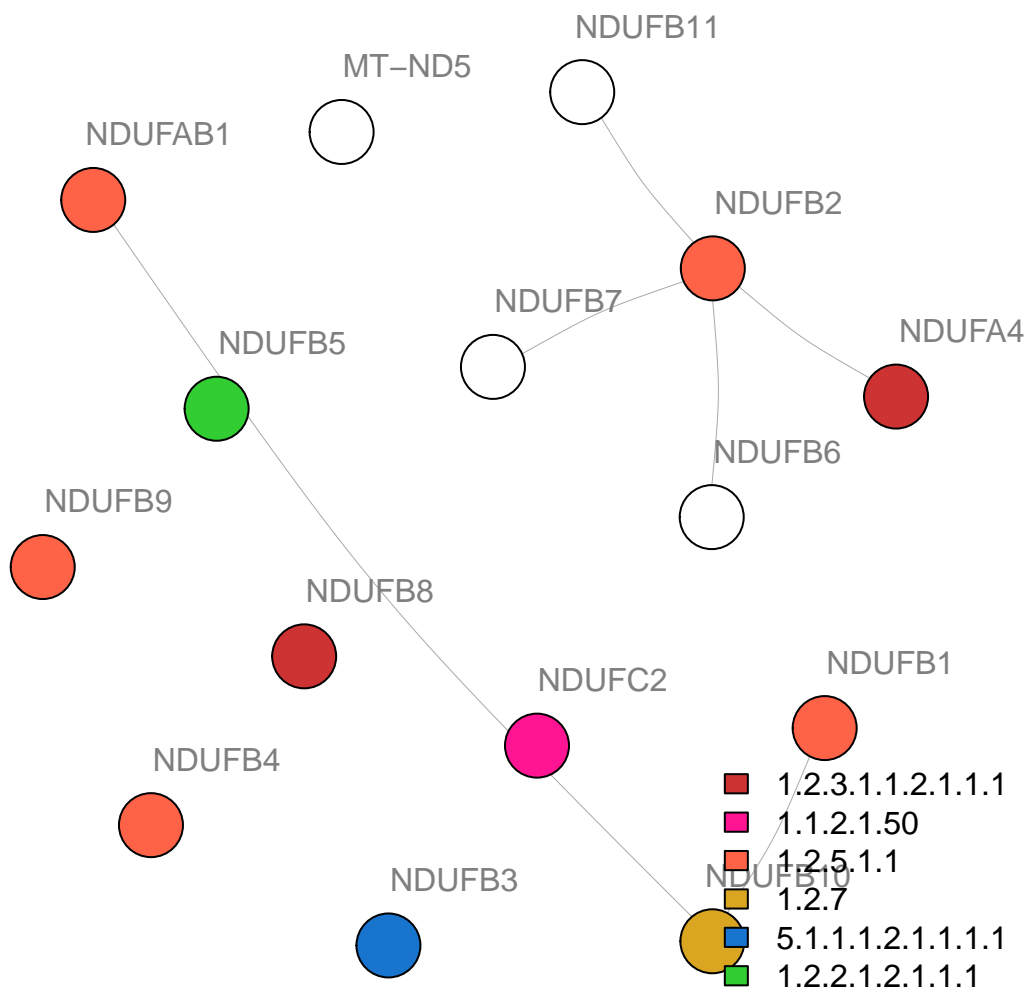 NDUFB11
MT−ND5
NDUFAB1
NDUFB2
NDUFB7
NDUFA4
NDUFB5
NDUFB6
NDUFB9
NDUFB8
NDUFB1
NDUFC2
NDUFB4
1.2.3.1.1.2.1.1.1
1.1.2.1.50
1.2.5.1.1
NDUFB10
NDUFB3
1.2.7
5.1.1.1.2.1.1.1.1
1.2.2.1.2.1.1.1